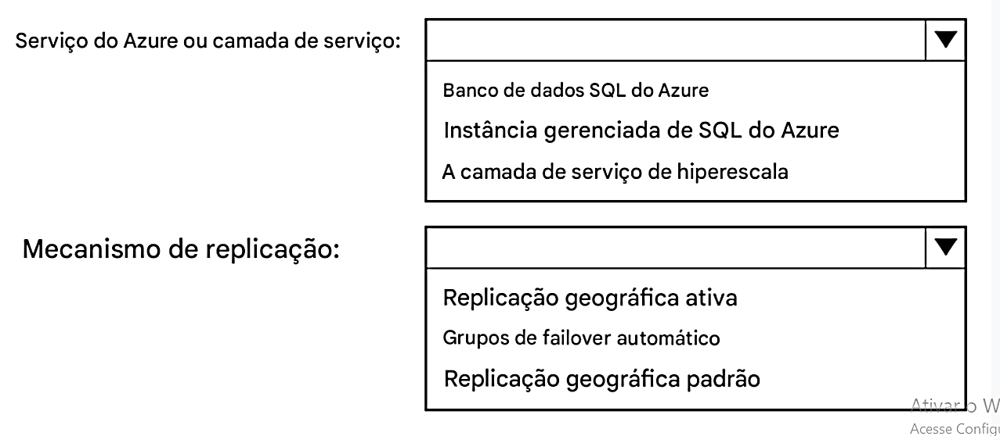 Serviço do Azure ou camada de serviço:
Banco de dados SQL do Azure
Instância gerenciada de SQL do Azure
A camada de serviço de hiperescala
Mecanismo de replicação:
Replicação geográfica ativa
Grupos de failover automático
Replicação geográfica padrão
Ativar o W
Acesse Config